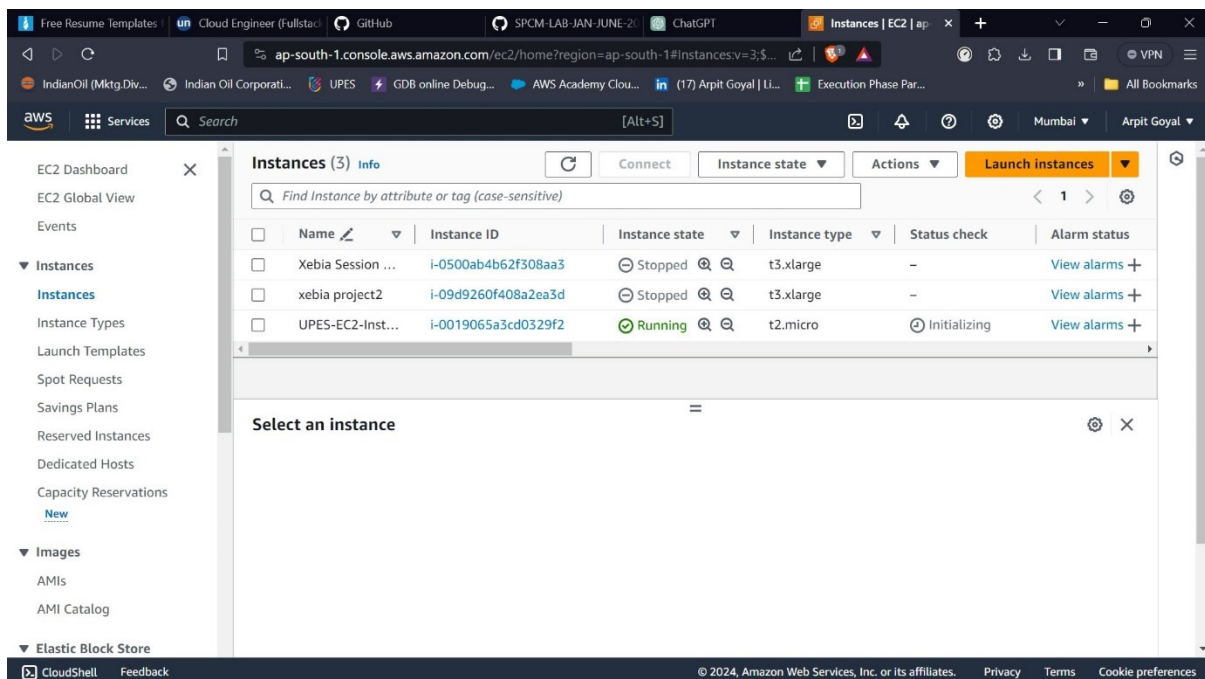 Free Resume Templates
un Cloud Engineer (Fullstac
GitHub
SPCM-LAB-JAN-JUNE-20
ChatGPT
Instances | EC2 | ap-
ap-south-1.console.aws.amazon.com/ec2/home?region=ap-south-1#Instances:v=3;$...
VPN
IndianOil (Mktg.Div... Indian Oil Corporati... UPES GDB online Debug... AWS Academy Clou... in (17) Arpit Goyal | Li... Execution Phase Par... » All Bookmarks
aws Services Search [Alt+S] Mumbai Arpit Goyal
EC2 Dashboard
EC2 Global View
Events
Instances
Instances
Instance Types
Launch Templates
Spot Requests
Savings Plans
Reserved Instances
Dedicated Hosts
Capacity Reservations
New
Images
AMIs
AMI Catalog
Elastic Block Store
Instances (3) Info Connect Instance state Actions Launch instances
Find Instance by attribute or tag (case-sensitive) 1
Name Instance ID Instance state Instance type Status check Alarm status
Xebia Session ... i-0500ab4b62f308aa3 Stopped t3.xlarge – View alarms +
xebia project2 i-09d9260f408a2ea3d Stopped t3.xlarge – View alarms +
UPES-EC2-Inst... i-0019065a3cd0329f2 Running t2.micro Initializing View alarms +
Select an instance
CloudShell Feedback © 2024, Amazon Web Services, Inc. or its affiliates. Privacy Terms Cookie preferences